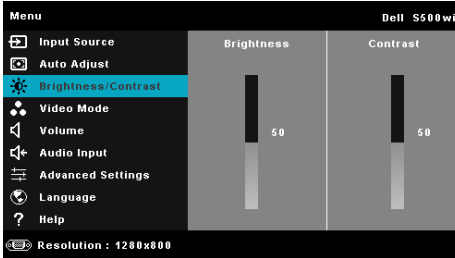 Menu
Dell S500wi
Input Source
Auto Adjust
Brightness/Contrast
Video Mode
Volume
Audio Input
Advanced Settings
Language
? Help
Brightness
Contrast
50
50
Resolution : 1280x800